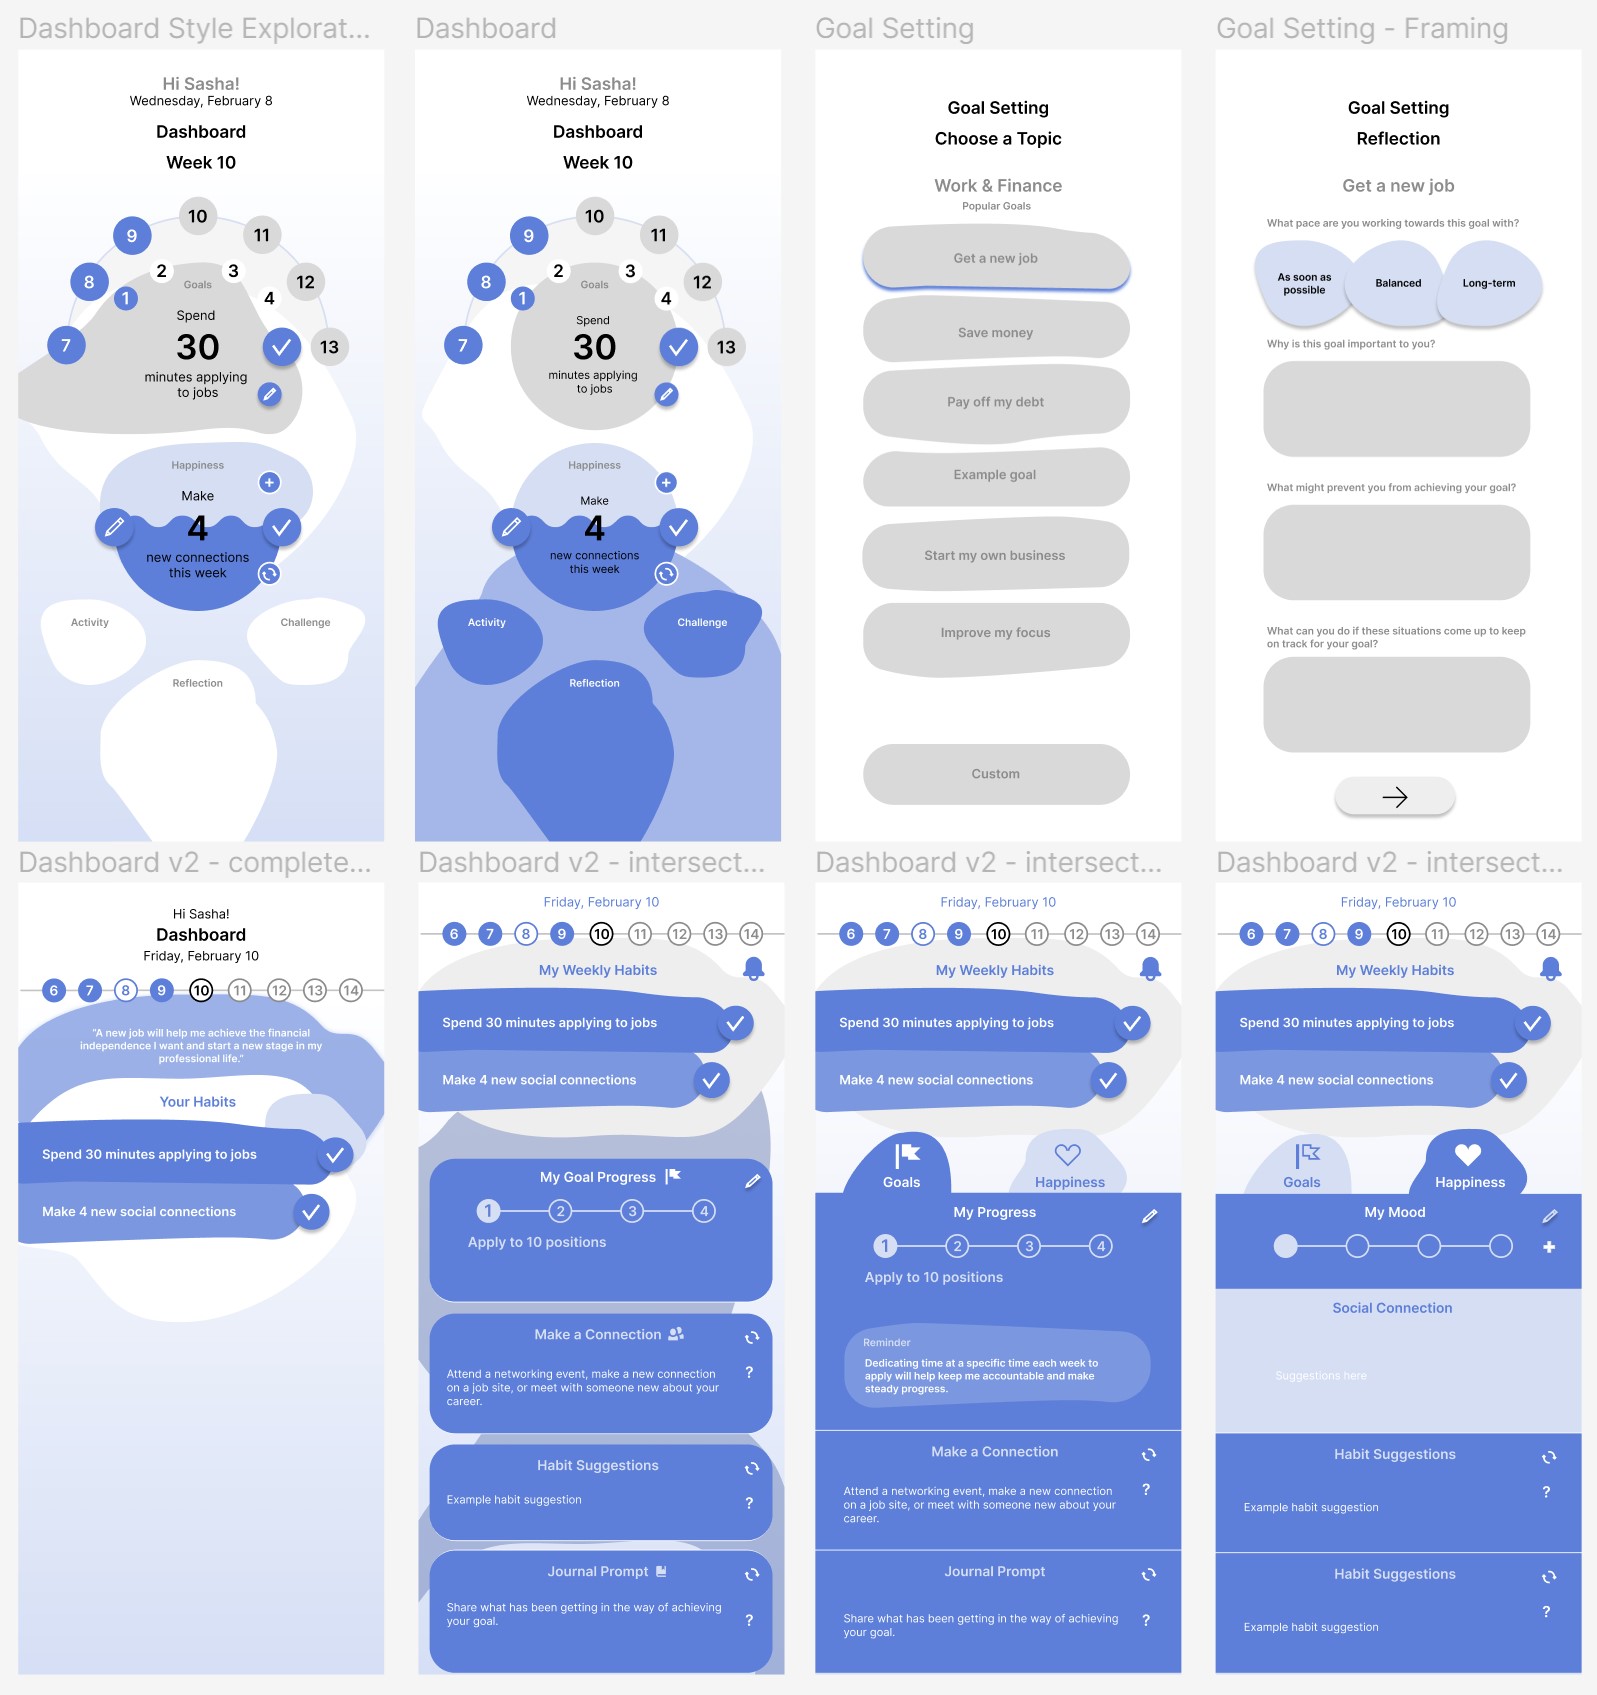 Dashboard Style Explorat...
Hi Sasha!
Wednesday, February 8
Dashboard
Week 10
10
9
11
8
2
3
12
1
Goals
4
Spend
7
30
13
minutes applying
to jobs
Happiness
Make
4
new connections
this week
Activity
Challenge
Reflection
Dashboard
Hi Sasha!
Wednesday, February 8
Dashboard
Week 10
10
9
11
8
2
3
12
1
Goals
4
Spend
7
30
13
minutes applying
to jobs
Happiness
Make
4
new connections
this week
Activity
Challenge
Reflection
Goal Setting
Goal Setting
Choose a Topic
Work & Finance
Popular Goals
Get a new job
Save money
Pay off my debt
Example goal
Start my own business
Improve my focus
Custom
Goal Setting - Framing
Goal Setting
Reflection
Get a new job
What pace are you working towards this goal with?
As soon as
possible
Balanced
Long-term
Why is this goal important to you?
What might prevent you from achieving your goal?
What can you do if these situations come up to keep
on track for your goal?
Dashboard v2 - complete...
Hi Sasha!
Dashboard
Friday, February 10
6 7 8 9 10 11 12 13 14
"A new job will help me achieve the financial
independence I want and start a new stage in my
professional life."
Your Habits
Spend 30 minutes applying to jobs
Make 4 new social connections
Dashboard v2 - intersect...
Friday, February 10
6 7 8 9 10 11 12 13 14
My Weekly Habits
Spend 30 minutes applying to jobs
Make 4 new social connections
My Goal Progress
1 2 3 4
Apply to 10 positions
Make a Connection
Attend a networking event, make a new connection
on a job site, or meet with someone new about your
career.
?
Habit Suggestions
Example habit suggestion
?
Journal Prompt
Share what has been getting in the way of achieving
your goal.
?
Dashboard v2 - intersect...
Friday, February 10
6 7 8 9 10 11 12 13 14
My Weekly Habits
Spend 30 minutes applying to jobs
Make 4 new social connections
Goals
Happiness
My Progress
1 2 3 4
Apply to 10 positions
Reminder
Dedicating time at a specific time each week to
apply will help keep me accountable and make
steady progress.
Make a Connection
Attend a networking event, make a new connection
on a job site, or meet with someone new about your
career.
?
Journal Prompt
Share what has been getting in the way of achieving
your goal.
?
Dashboard v2 - intersect...
Friday, February 10
6 7 8 9 10 11 12 13 14
My Weekly Habits
Spend 30 minutes applying to jobs
Make 4 new social connections
Goals
Happiness
My Mood
Social Connection
Suggestions here
Habit Suggestions
Example habit suggestion
?
Habit Suggestions
Example habit suggestion
?